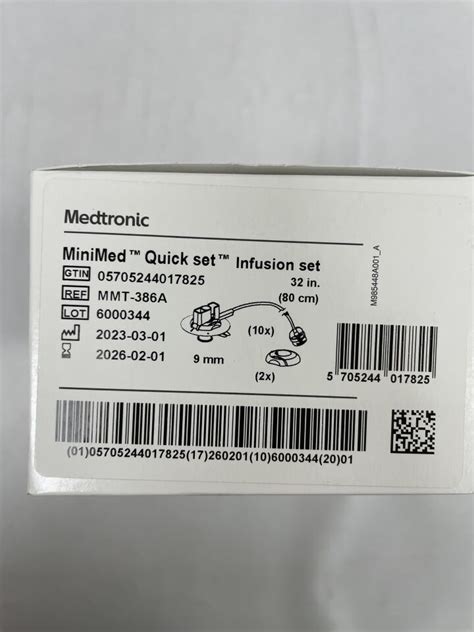 Medtronic
MiniMed™ Quick set™ Infusion set
GTIN 05705244017825 32 in.
REF MMT-386A (80 cm)
LOT 6000344
2023-03-01 (10x)
2026-02-01 9 mm
(2x)
M985448A001_A
5 705244 017825
(01)05705244017825(17)260201(10)6000344(20)01